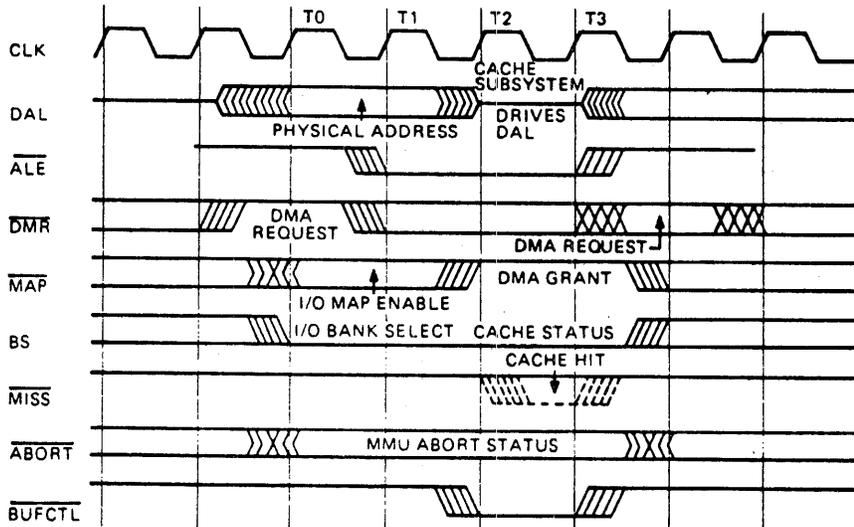 T0 T1 T2 T3
CLK
CACHE
SUBSYSTEM
DAL
PHYSICAL ADDRESS
DRIVES
DAL
ALE
DMR
DMA
REQUEST
DMA REQUEST
MAP
DMA GRANT
I/O MAP ENABLE
BS
I/O BANK SELECT
CACHE STATUS
CACHE HIT
MISS
ABORT
MMU ABORT STATUS
BUFCTL